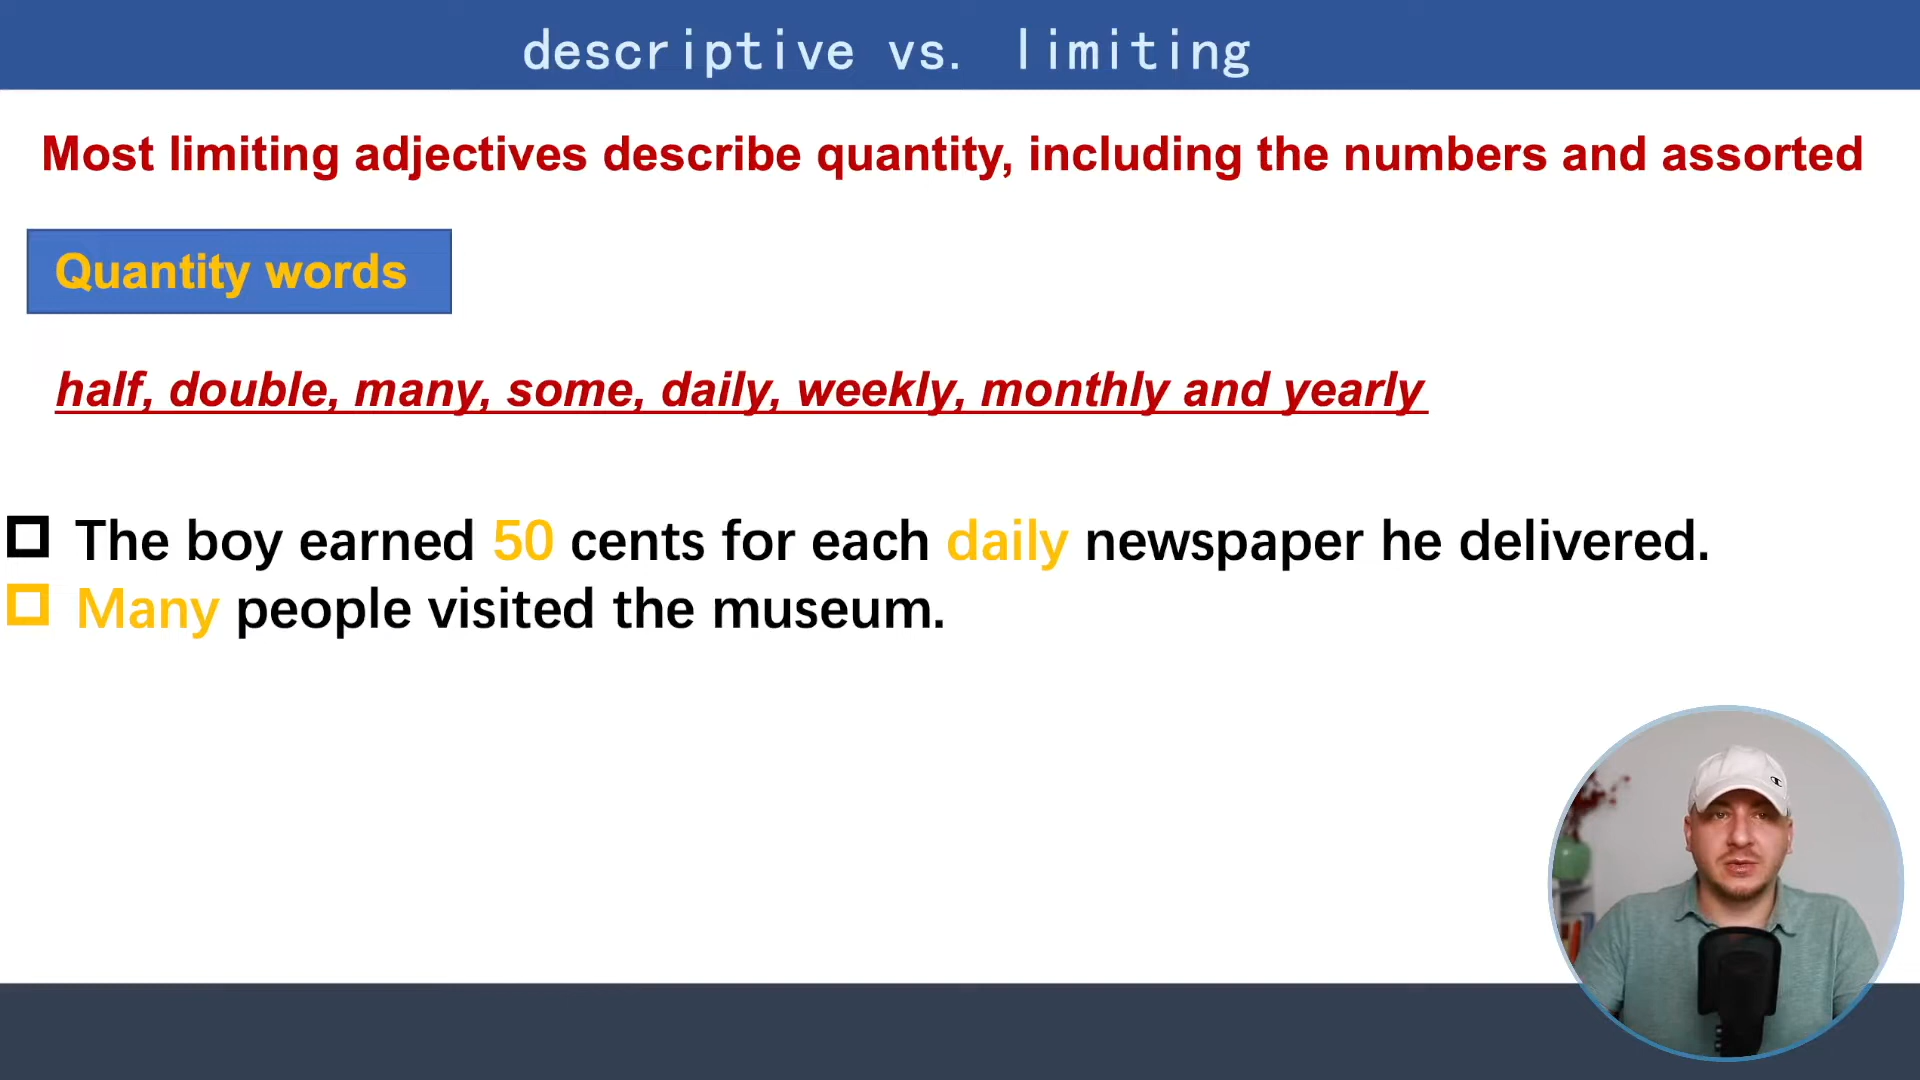 descriptive vs. limiting
Most limiting adjectives describe quantity, including the numbers and assorted
Quantity words
half, double, many, some, daily, weekly, monthly and yearly
The boy earned 50 cents for each daily newspaper he delivered.
Many people visited the museum.